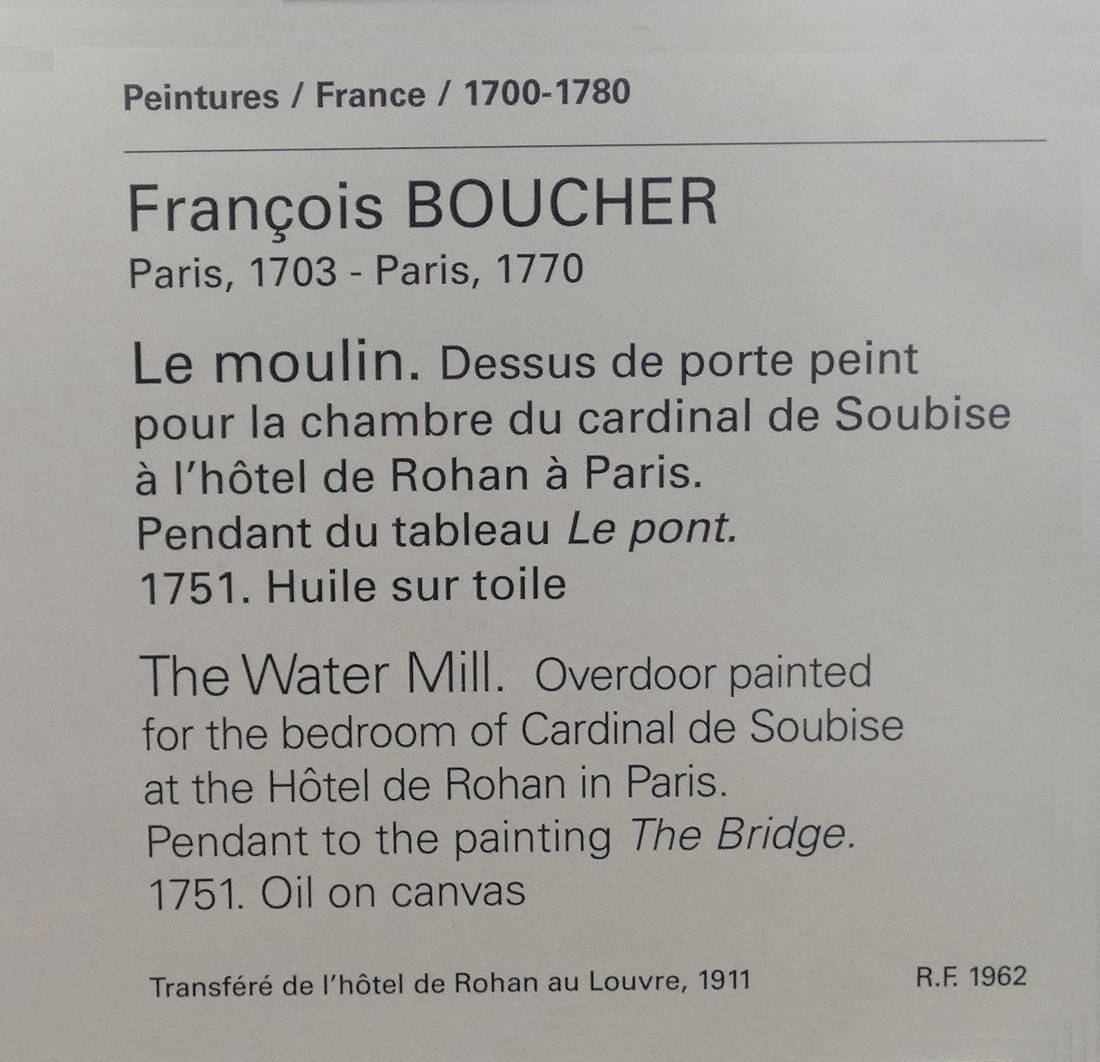 Peintures / France / 1700-1780
François BOUCHER
Paris, 1703 - Paris, 1770
Le moulin. Dessus de porte peint
pour la chambre du cardinal de Soubise
à l'hôtel de Rohan à Paris.
Pendant du tableau Le pont.
1751. Huile sur toile
The Water Mill. Overdoor painted
for the bedroom of Cardinal de Soubise
at the Hôtel de Rohan in Paris.
Pendant to the painting The Bridge.
1751. Oil on canvas
Transféré de l'hôtel de Rohan au Louvre, 1911 R.F. 1962